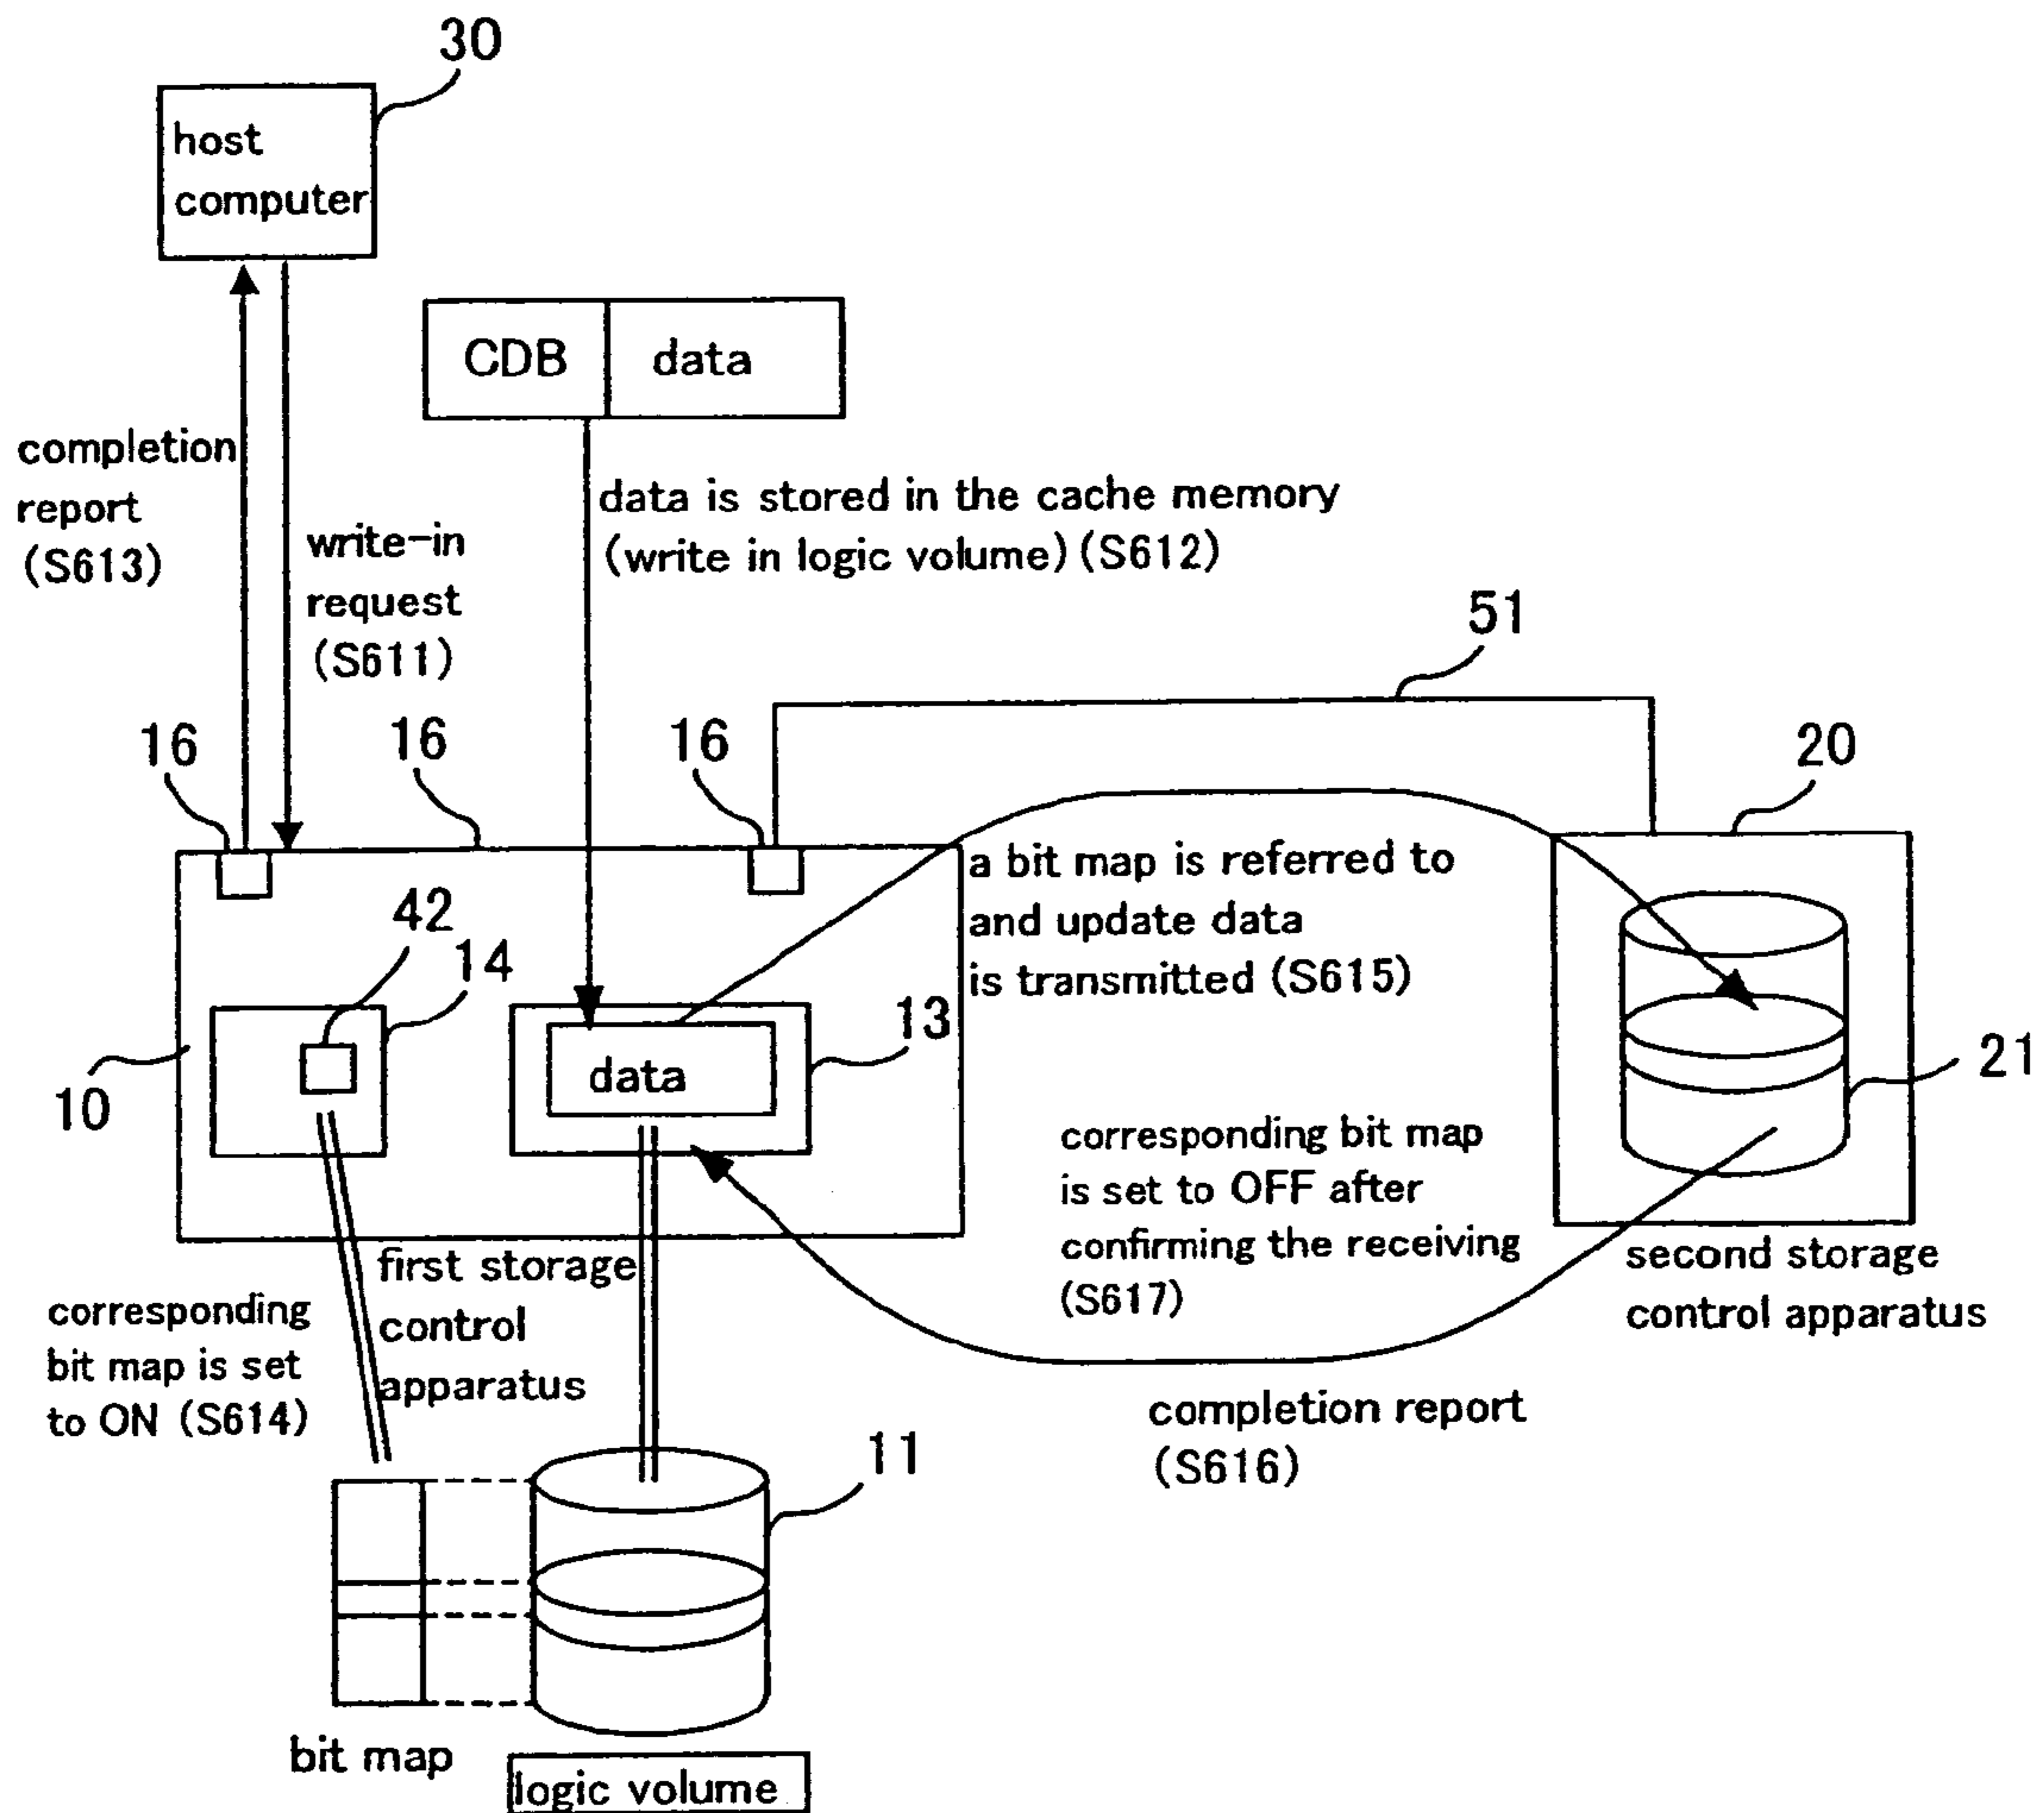 30
host
computer
CDB
data
completion
report
(S613)
write-in
request
(S611)
data is stored in the cache memory
(write in logic volume) (S612)
51
16
16
16
20
42
14
a bit map is referred to
and update data
is transmitted (S615)
13
data
10
21
corresponding bit map
is set to OFF after
confirming the receiving
(S617)
first storage
control
apparatus
second storage
control apparatus
corresponding
bit map is set
to ON (S614)
completion report
(S616)
11
bit map
logic volume